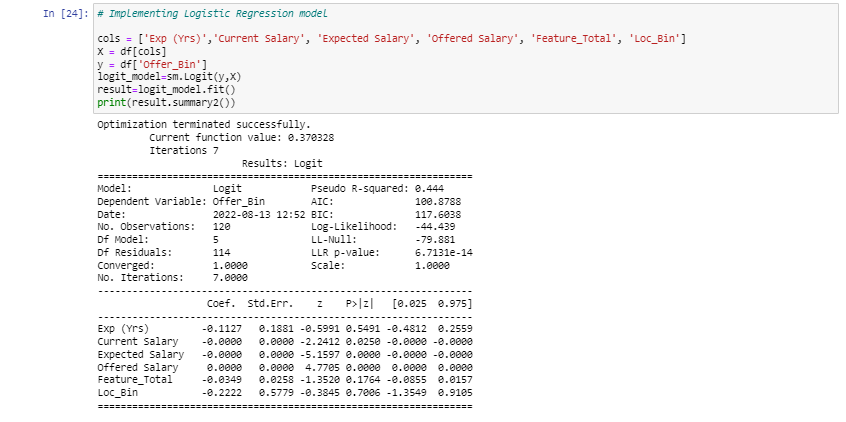 In [24]: # Implementing Logistic Regression model
cols = ['Exp (Yrs)','Current Salary', 'Expected Salary', 'Offered Salary', 'Feature_Total', 'Loc_Bin']
X = df[cols]
y = df['Offer_Bin']
logit_model=sm.Logit(y,X)
result=logit_model.fit()
print(result.summary2())
Optimization terminated successfully.
Current function value: 0.370328
Iterations 7
Results: Logit
=================================================================
Model: Logit Pseudo R-squared: 0.444
Dependent Variable: Offer_Bin AIC: 100.8788
Date: 2022-08-13 12:52 BIC: 117.6038
No. Observations: 120 Log-Likelihood: -44.439
Df Model: 5 LL-Null: -79.881
Df Residuals: 114 LLR p-value: 6.7131e-14
Converged: 1.0000 Scale: 1.0000
No. Iterations: 7.0000
-----------------------------------------------------------------
Coef. Std.Err. z P>|z| [0.025 0.975]
-----------------------------------------------------------------
Exp (Yrs) -0.1127 0.1881 -0.5991 0.5491 -0.4812 0.2559
Current Salary -0.0000 0.0000 -2.2412 0.0250 -0.0000 -0.0000
Expected Salary -0.0000 0.0000 -5.1597 0.0000 -0.0000 -0.0000
Offered Salary 0.0000 0.0000 4.7705 0.0000 0.0000 0.0000
Feature_Total -0.0349 0.0258 -1.3520 0.1764 -0.0855 0.0157
Loc_Bin -0.2222 0.5779 -0.3845 0.7006 -1.3549 0.9105
=================================================================